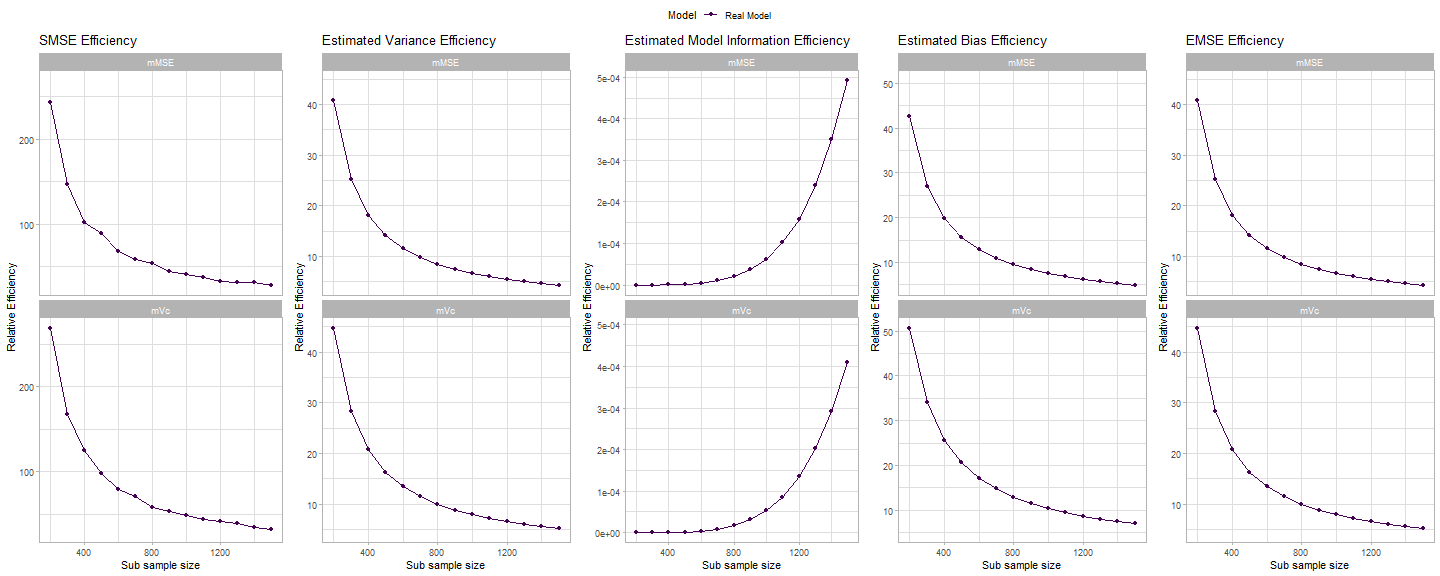 Model Real Model
SMSE Efficiency
mMSE
200
100
mVc
200
100
400 800 1200
Sub sample size
Relative Efficiency
Estimated Variance Efficiency
mMSE
40
30
20
10
mVc
40
30
20
10
400 800 1200
Sub sample size
Relative Efficiency
Estimated Model Information Efficiency
mMSE
5e-04
4e-04
3e-04
2e-04
1e-04
0e+00
mVc
5e-04
4e-04
3e-04
2e-04
1e-04
0e+00
400 800 1200
Sub sample size
Relative Efficiency
Estimated Bias Efficiency
mMSE
50
40
30
20
10
mVc
50
40
30
20
10
400 800 1200
Sub sample size
Relative Efficiency
EMSE Efficiency
mMSE
40
30
20
10
mVc
40
30
20
10
400 800 1200
Sub sample size
Relative Efficiency